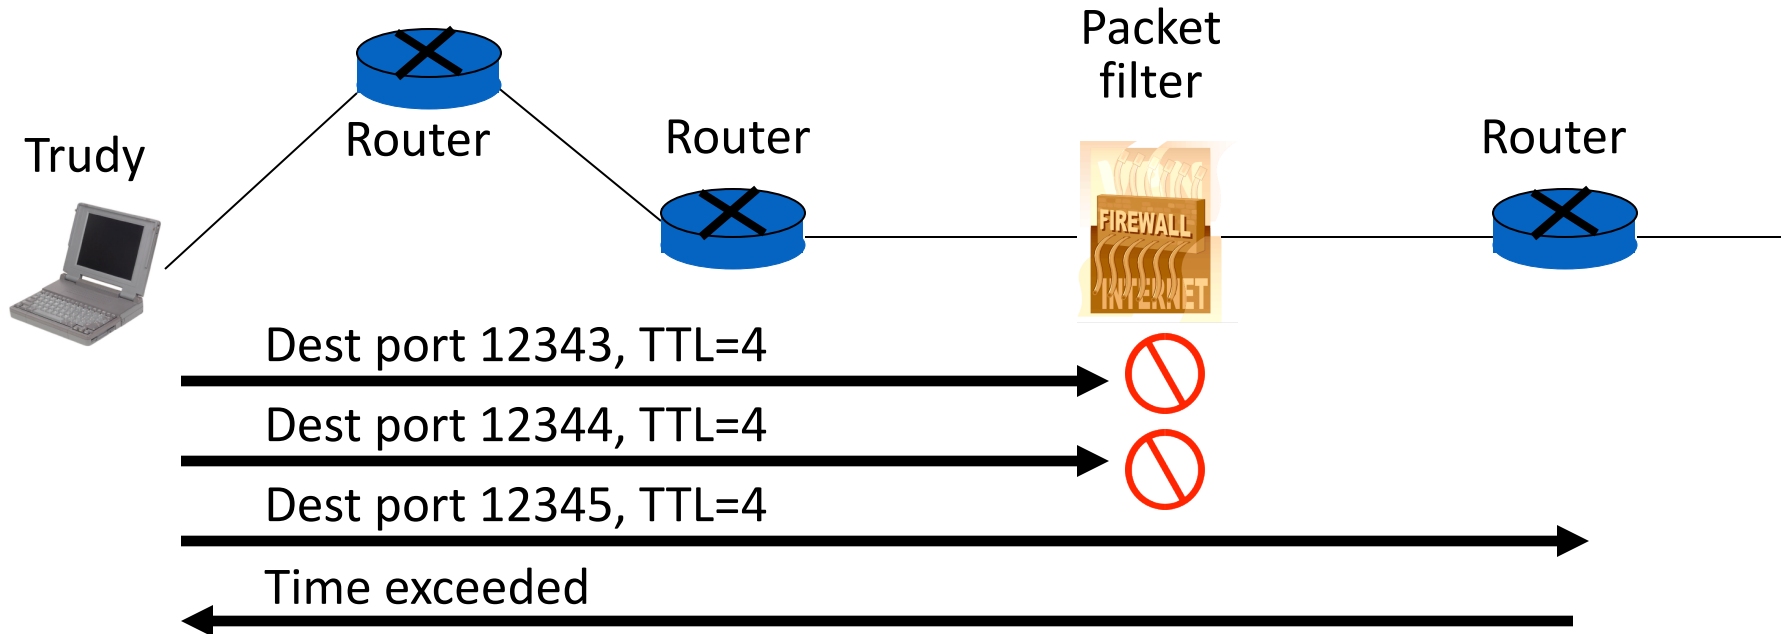 Packet
filter
Router
Router
Router
Trudy
FIREWALL
INTERNET
Dest port 12343, TTL=4
Dest port 12344, TTL=4
Dest port 12345, TTL=4
Time exceeded